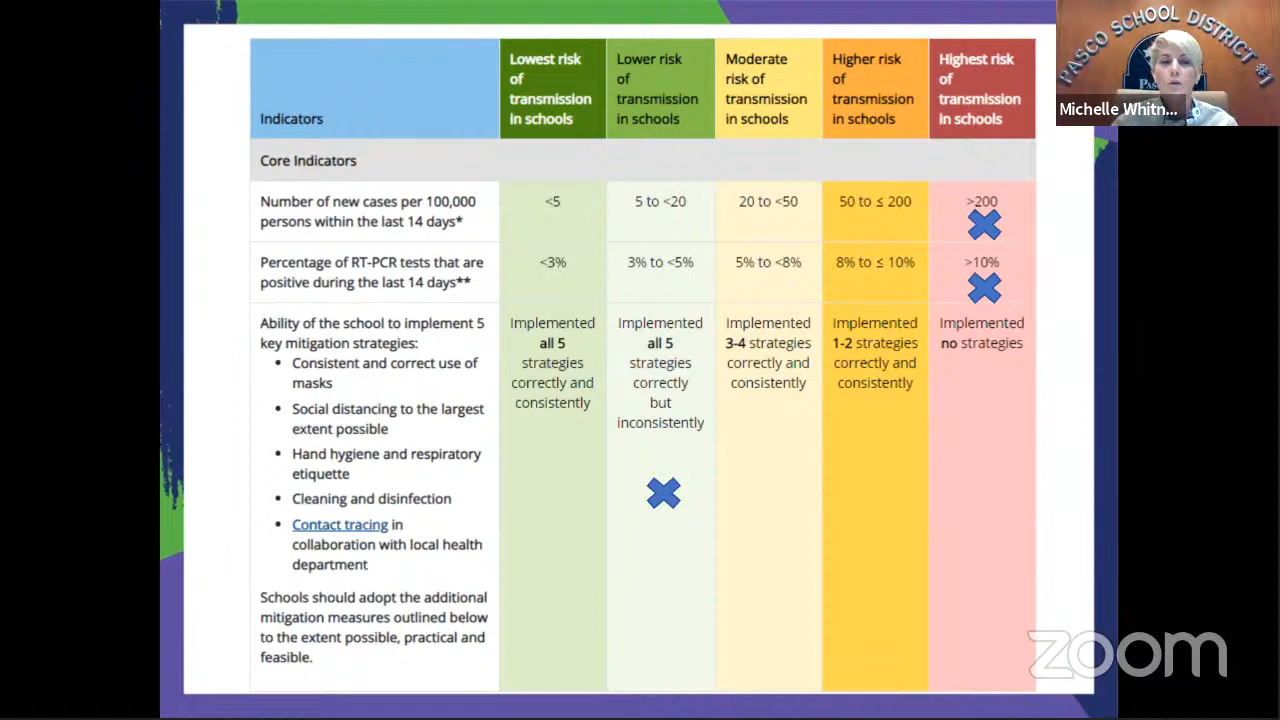 Indicators
Lowest risk
of
transmission
in schools
Lower risk
of
transmission
in schools
Moderate
risk of
transmission
in schools
Higher risk
of
transmission
in schools
Highest risk
of
transmission
in schools
Core Indicators
Number of new cases per 100,000
persons within the last 14 days*
<5
5 to <20
20 to <50
50 to ≤ 200
>200
Percentage of RT-PCR tests that are
positive during the last 14 days**
<3%
3% to <5%
5% to <8%
8% to ≤ 10%
>10%
Ability of the school to implement 5
key mitigation strategies:
• Consistent and correct use of
masks
• Social distancing to the largest
extent possible
• Hand hygiene and respiratory
etiquette
• Cleaning and disinfection
• Contact tracing in
collaboration with local health
department
Schools should adopt the additional
mitigation measures outlined below
to the extent possible, practical and
feasible.
Implemented
all 5
strategies
correctly and
consistently
Implemented
all 5
strategies
correctly
but
inconsistently
Implemented
3-4 strategies
correctly and
consistently
Implemented
1-2 strategies
correctly and
consistently
Implemented
no strategies
PASCO SCHOOL DISTRICT #1
Michelle Whitn...
zoom